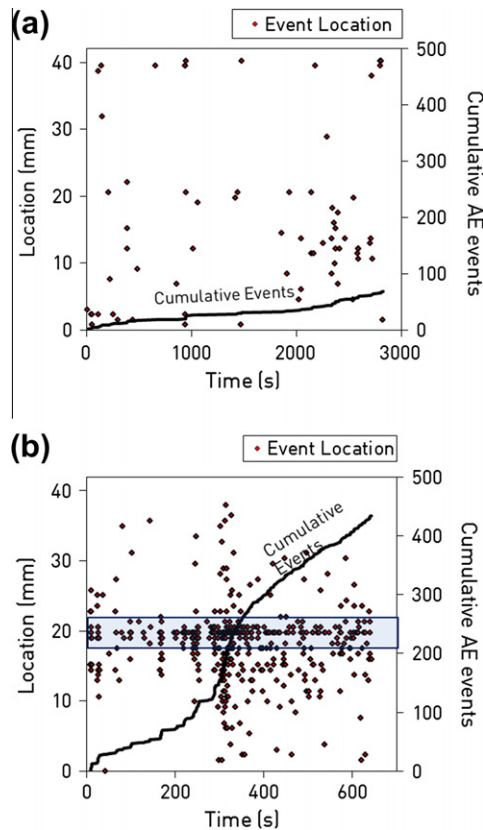 (a)
Event Location
40
30
20
10
0
Location (mm)
500
400
300
200
100
0
Cumulative AE events
Cumulative Events
0
1000
2000
3000
Time (s)
(b)
Event Location
40
30
20
10
0
Location (mm)
500
400
300
200
100
0
Cumulative AE events
Cumulative
Events
0
200
400
600
Time (s)